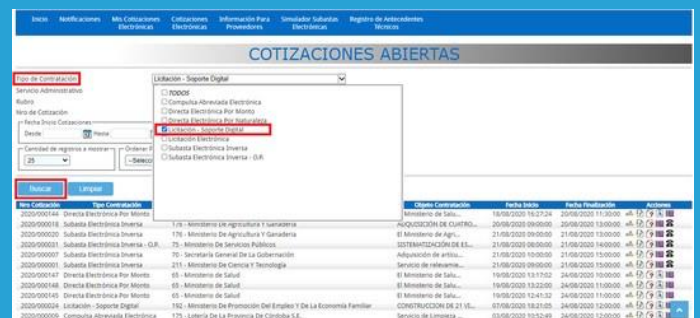 Inicio Notificaciones Mis Cotizaciones Electrónicas Cotizaciones Electrónicas Información Para Proveedores Simulador Subastas Electrónicas Registro de Antecedentes Técnicos
COTIZACIONES ABIERTAS
Tipo de Contratación Licitación - Soporte Digital
Servicio Administrativo
Rubro
Nro de Cotización
TODOS
Compulsa Abreviada Electrónica
Directa Electrónica Por Monto
Directa Electrónica Por Naturaleza
Licitación - Soporte Digital
Licitación Electrónica
Subasta Electrónica Inversa
Subasta Electrónica Inversa - O.P.
Fecha Inicio Cotizaciones
Desde Hasta
Cantidad de registros a mostrar
25 --Selecc
Buscar Limpiar
Nro Cotización Tipo Contratación Objeto Contratación Fecha Inicio Fecha Finalización Acciones
2020/000144 Directa Electrónica Por Monto Ministerio de Salu... 18/08/2020 16:27:24 20/08/2020 11:30:00
2020/000018 Subasta Electrónica Inversa 176 - Ministerio De Agricultura Y Ganadería AUQUISICIÓN DE CUATRO... 20/08/2020 09:00:00 20/08/2020 13:00:00
2020/000003 Subasta Electrónica Inversa 176 - Ministerio De Agricultura Y Ganadería El Ministerio de Agri... 21/08/2020 09:00:00 21/08/2020 13:00:00
2020/000031 Subasta Electrónica Inversa - O.P. 75 - Ministerio De Servicios Públicos SISTEMATIZACIÓN DE ES... 21/08/2020 08:00:00 21/08/2020 14:00:00
2020/000007 Subasta Electrónica Inversa 70 - Secretaría General De La Gobernación Adquisición de artícu... 21/08/2020 10:00:00 21/08/2020 15:00:00
2020/000001 Subasta Electrónica Inversa 211 - Ministerio De Ciencia Y Tecnología Servicio de relevamie... 21/08/2020 09:00:00 21/08/2020 15:00:00
2020/000147 Directa Electrónica Por Monto 65 - Ministerio de Salud El Ministerio de Salu... 19/08/2020 13:17:02 24/08/2020 11:00:00
2020/000148 Directa Electrónica Por Monto 65 - Ministerio de Salud El Ministerio de Salu... 19/08/2020 13:22:00 24/08/2020 11:00:00
2020/000145 Directa Electrónica Por Monto 65 - Ministerio de Salud El Ministerio de Salu... 19/08/2020 12:41:32 24/08/2020 11:00:00
2020/000024 Licitación - Soporte Digital 192 - Ministerio De Promoción Del Empleo Y De La Economía Familiar CONSTRUCCION DE 21 VI... 07/08/2020 18:21:05 24/08/2020 12:00:00
2020/000009 Compulsa Abreviada Electrónica 175 - Lotería De La Provincia De Córdoba S.E. Servicio de Limpieza ... 03/08/2020 10:52:49 24/08/2020 12:00:00